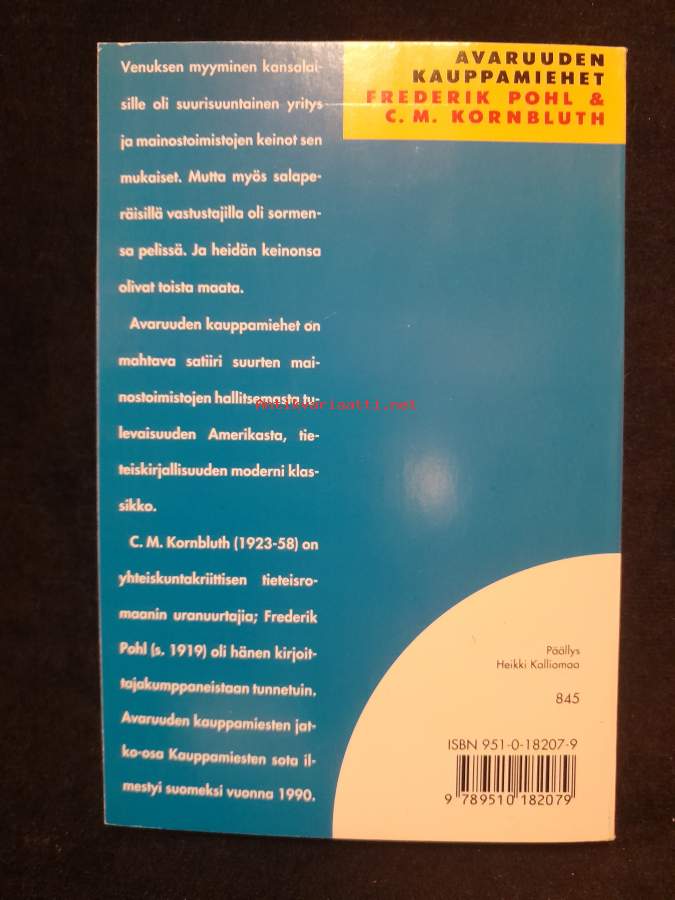 AVARUUDEN
KAUPPAMIEHET
FREDERIK POHL &
C. M. KORNBLUTH
Venuksen myyminen kansalai-
sille oli suurisuuntainen yritys
ja mainostoimistojen keinot sen
mukaiset. Mutta myös salape-
räisillä vastustajilla oli sormen-
sa pelissä. Ja heidän keinonsa
olivat toista maata.
Avaruuden kauppamiehet on
mahtava satiiri suurten mai-
nostoimistojen hallitsemasta tu-
levaisuuden Amerikasta, tie-
teiskirjallisuuden moderni klas-
sikko.
C. M. Kornbluth (1923-58) on
yhteiskuntakriittisen tieteisro-
maanin uranuurtajia; Frederik
Pohl (s. 1919) oli hänen kirjoit-
tajakumppaneistaan tunnetuin.
Avaruuden kauppamiesten jat-
ko-osa Kauppamiesten sota il-
mestyi suomeksi vuonna 1990.
Antikvariaatti.net
Päällys
Heikki Kalliomaa
845
ISBN 951-0-18207-9
9 789510 182079